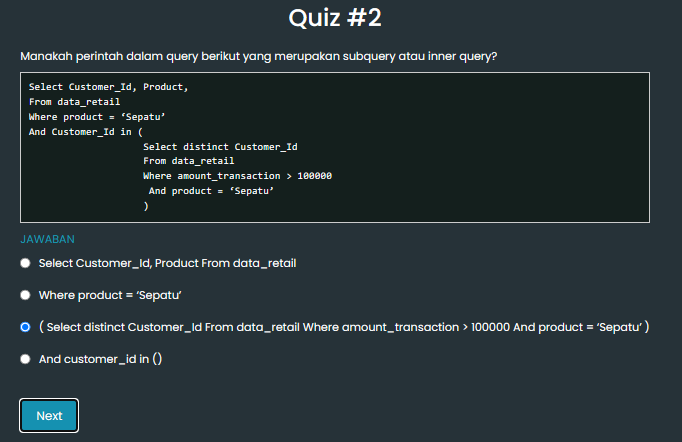 Quiz #2
Manakah perintah dalam query berikut yang merupakan subquery atau inner query?
Select Customer_Id, Product,
From data_retail
Where product = ‘Sepatu’
And Customer_Id in (
Select distinct Customer_Id
From data_retail
Where amount_transaction > 100000
And product = ‘Sepatu’
)
JAWABAN
Select Customer_Id, Product From data_retail
Where product = ‘Sepatu’
( Select distinct Customer_Id From data_retail Where amount_transaction > 100000 And product = ‘Sepatu’ )
And customer_id in ()
Next